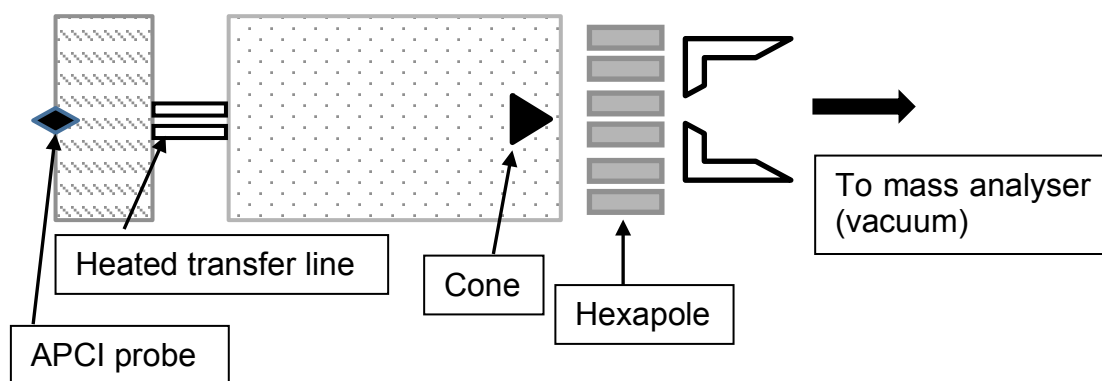 To mass analyser
(vacuum)
Heated transfer line
Cone
Hexapole
APCI probe